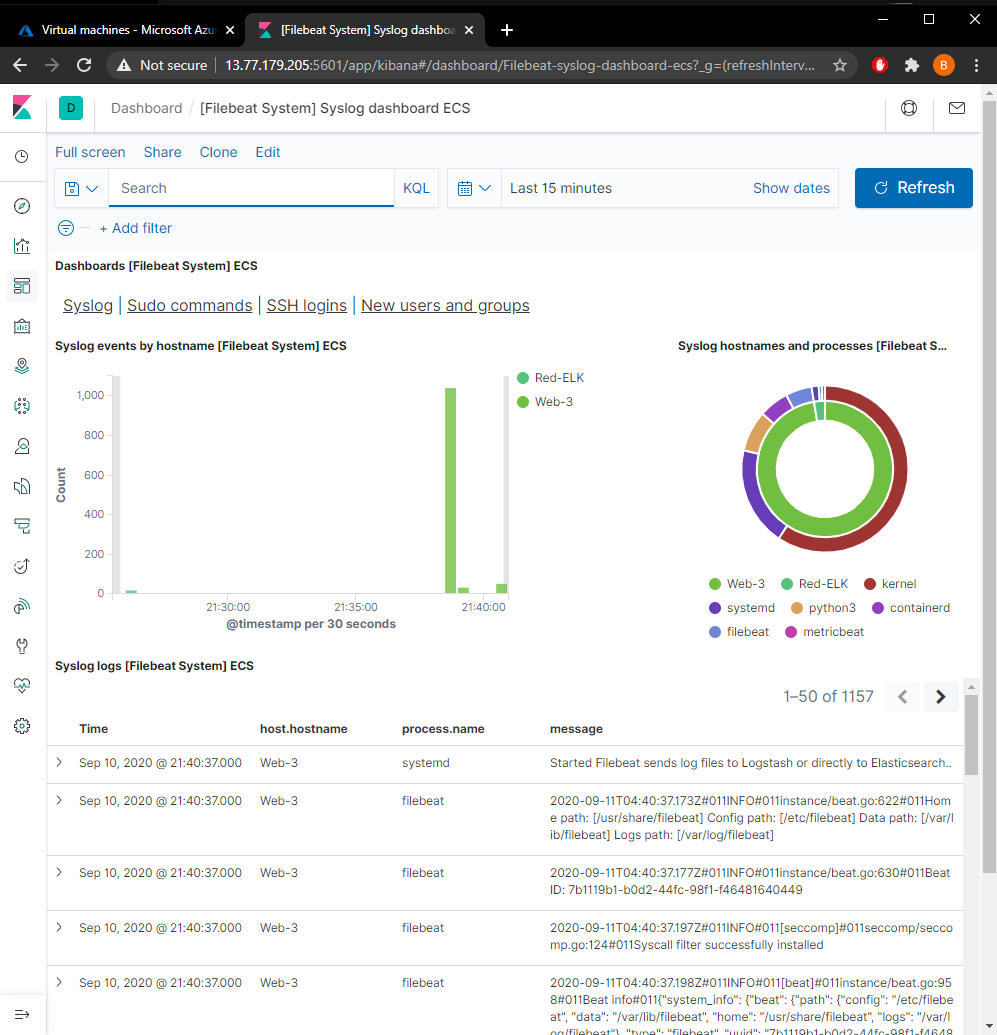 Virtual machines - Microsoft Azu
[Filebeat System] Syslog dashboa
Not secure 13.77.179.205:5601/app/kibana#/dashboard/Filebeat-syslog-dashboard-ecs?_g=(refreshInterv...
B
D Dashboard / [Filebeat System] Syslog dashboard ECS
Full screen Share Clone Edit
Search KQL Last 15 minutes Show dates Refresh
+ Add filter
Dashboards [Filebeat System] ECS
Syslog | Sudo commands | SSH logins | New users and groups
Syslog events by hostname [Filebeat System] ECS
1,000
800
600
400
200
0
Count
21:30:00 21:35:00 21:40:00
@timestamp per 30 seconds
Red-ELK
Web-3
Syslog hostnames and processes [Filebeat S...
Web-3 Red-ELK kernel
systemd python3 containerd
filebeat metricbeat
Syslog logs [Filebeat System] ECS
1–50 of 1157
Time host.hostname process.name message
Sep 10, 2020 @ 21:40:37.000 Web-3 systemd Started Filebeat sends log files to Logstash or directly to Elasticsearch..
Sep 10, 2020 @ 21:40:37.000 Web-3 filebeat 2020-09-11T04:40:37.173Z#011INFO#011instance/beat.go:622#011Hom
e path: [/usr/share/filebeat] Config path: [/etc/filebeat] Data path: [/var/l
ib/filebeat] Logs path: [/var/log/filebeat]
Sep 10, 2020 @ 21:40:37.000 Web-3 filebeat 2020-09-11T04:40:37.177Z#011INFO#011instance/beat.go:630#011Beat
ID: 7b1119b1-b0d2-44fc-98f1-f46481640449
Sep 10, 2020 @ 21:40:37.000 Web-3 filebeat 2020-09-11T04:40:37.197Z#011INFO#011[seccomp]#011seccomp/secco
mp.go:124#011Syscall filter successfully installed
Sep 10, 2020 @ 21:40:37.000 Web-3 filebeat 2020-09-11T04:40:37.198Z#011INFO#011[beat]#011instance/beat.go:95
8#011Beat info#011{"system_info": {"beat": {"path": {"config": "/etc/fileb
eat", "data": "/var/lib/filebeat", "home": "/usr/share/filebeat", "logs": "/var/l
og/filebeat"}, "type": "filebeat", "uuid": "7b1119b1-b0d2-44fc-98f1-f4648